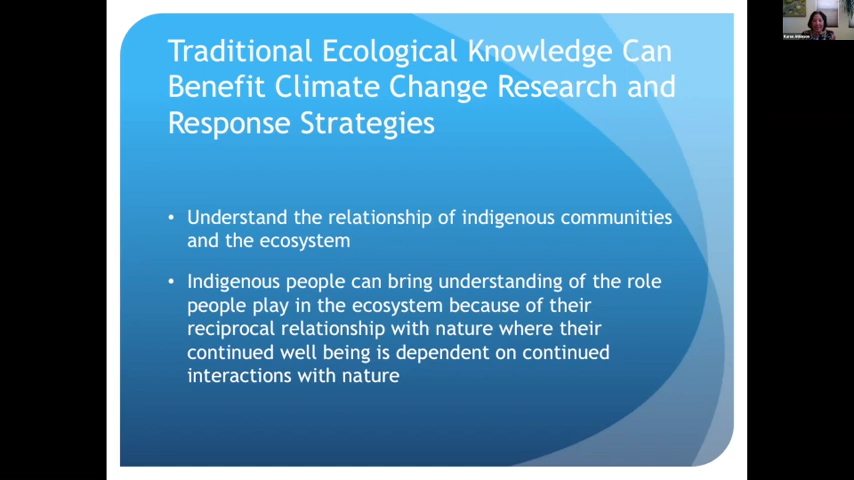 Traditional Ecological Knowledge Can
Benefit Climate Change Research and
Response Strategies
• Understand the relationship of indigenous communities
and the ecosystem
• Indigenous people can bring understanding of the role
people play in the ecosystem because of their
reciprocal relationship with nature where their
continued well being is dependent on continued
interactions with nature